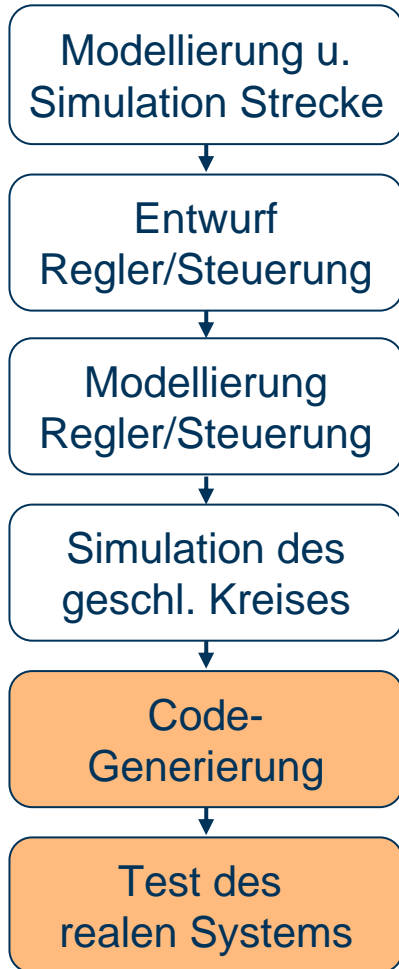 Modellierung u.
Simulation Strecke
Entwurf
Regler/Steuerung
Modellierung
Regler/Steuerung
Simulation des
geschl. Kreises
Code-
Generierung
Test des
realen Systems